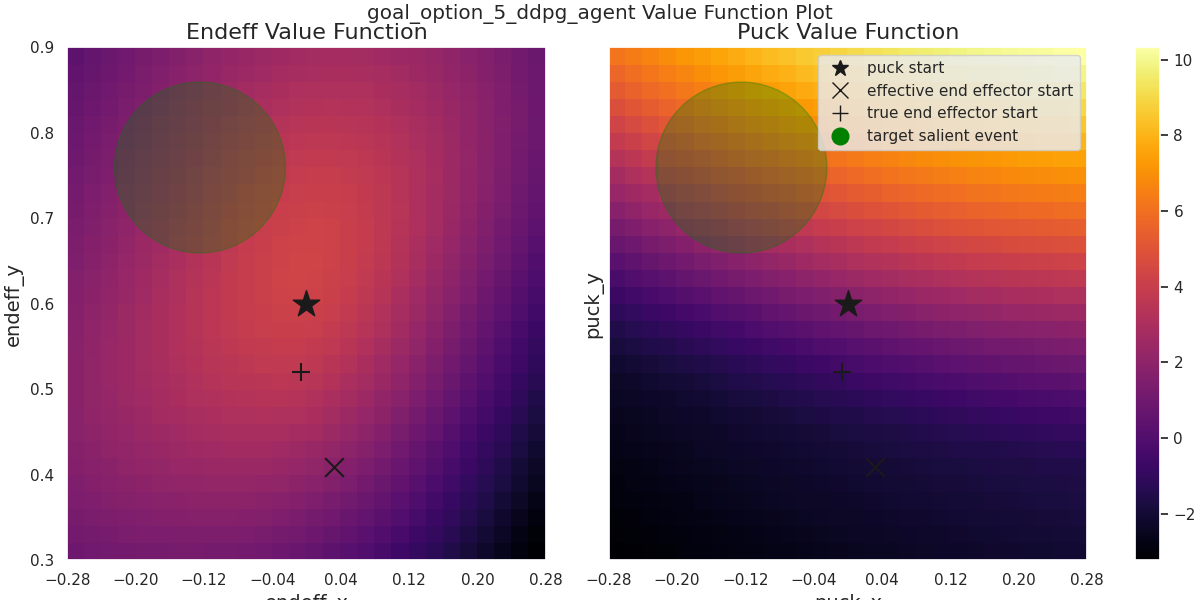 goal_option_5_ddpg_agent Value Function Plot
Endeff Value Function
Puck Value Function
puck start
effective end effector start
true end effector start
target salient event
0.9
0.8
0.7
0.6
0.5
0.4
0.3
endeff_y
−0.28 −0.20 −0.12 −0.04 0.04 0.12 0.20 0.28
endeff_x
puck_y
−0.28 −0.20 −0.12 −0.04 0.04 0.12 0.20 0.28
puck_x
10
8
6
4
2
0
−2